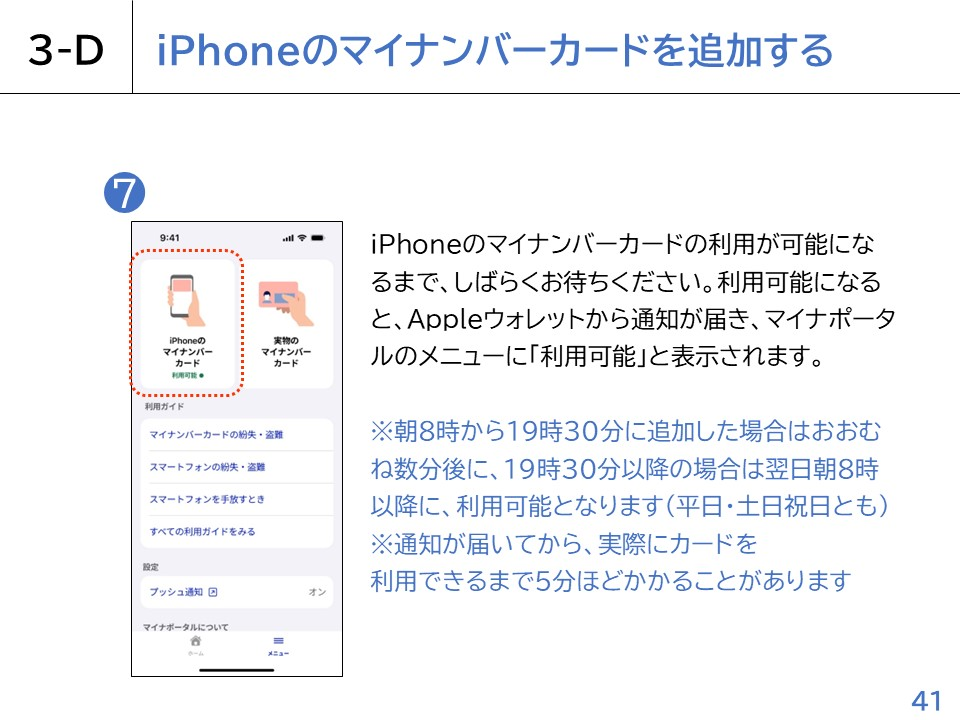 3-D
iPhoneのマイナンバーカードを追加する
❼
9:41
iPhoneの
マイナンバー
カード
利用可能
実物の
マイナンバー
カード
利用ガイド
マイナンバーカードの紛失・盗難
スマートフォンの紛失・盗難
スマートフォンを手放すとき
すべての利用ガイドをみる
設定
プッシュ通知
オン
マイナポータルについて
ホーム
メニュー
iPhoneのマイナンバーカードの利用が可能にな
るまで、しばらくお待ちください。利用可能になる
と、Appleウォレットから通知が届き、マイナポータ
ルのメニューに「利用可能」と表示されます。
※朝8時から19時30分に追加した場合はおおむ
ね数分後に、19時30分以降の場合は翌日朝8時
以降に、利用可能となります（平日・土日祝日とも）
※通知が届いてから、実際にカードを
利用できるまで5分ほどかかることがあります
41